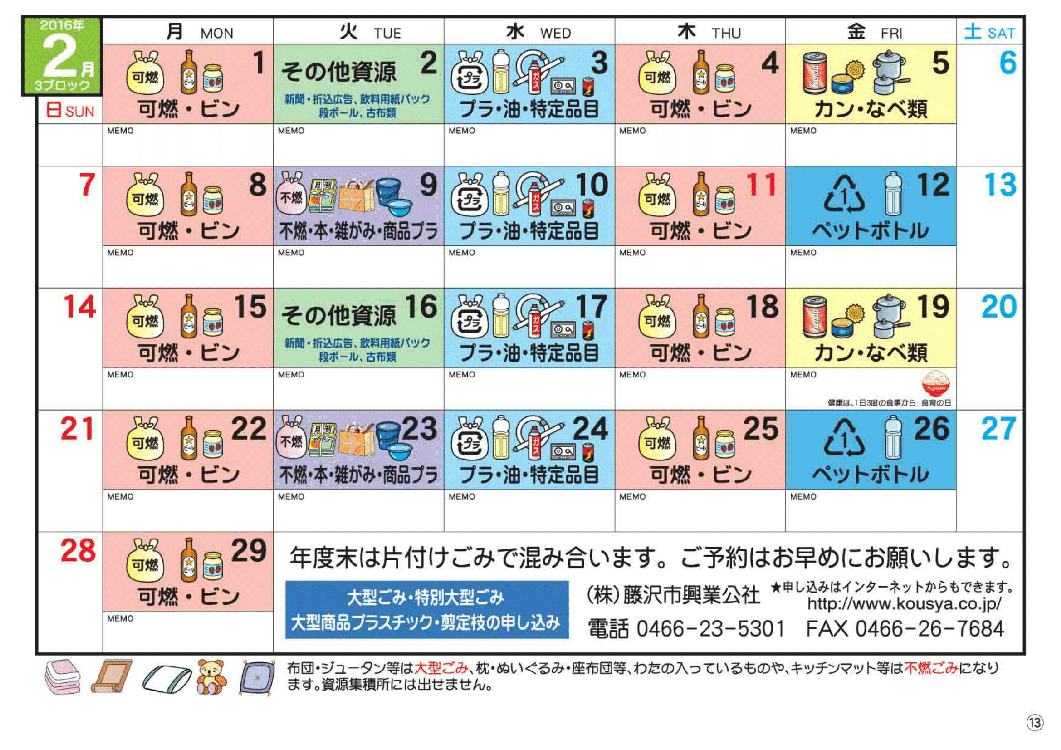 2016年
2月
3ブロック
月 MON
火 TUE
水 WED
木 THU
金 FRI
土 SAT
日 SUN
可燃
1
可燃・ビン
MEMO
その他資源 2
新聞・折込広告、飲料用紙パック
段ボール、古布類
MEMO
プラ
ガス
3
プラ・油・特定品目
MEMO
可燃
4
可燃・ビン
MEMO
5
カン・なべ類
MEMO
6
7
可燃
8
可燃・ビン
MEMO
不燃
月刊
9
不燃・本・雑がみ・商品プラ
MEMO
プラ
ガス
10
プラ・油・特定品目
MEMO
可燃
11
可燃・ビン
MEMO
1
12
ペットボトル
MEMO
13
14
可燃
15
可燃・ビン
MEMO
その他資源 16
新聞・折込広告、飲料用紙パック
段ボール、古布類
MEMO
プラ
ガス
17
プラ・油・特定品目
MEMO
可燃
18
可燃・ビン
MEMO
19
カン・なべ類
MEMO
健康は、1日3回の食事から 食育の日
20
21
可燃
22
可燃・ビン
MEMO
不燃
月刊
23
不燃・本・雑がみ・商品プラ
MEMO
プラ
ガス
24
プラ・油・特定品目
MEMO
可燃
25
可燃・ビン
MEMO
1
26
ペットボトル
MEMO
27
28
可燃
29
可燃・ビン
MEMO
年度末は片付けごみで混み合います。ご予約はお早めにお願いします。
大型ごみ・特別大型ごみ
大型商品プラスチック・剪定枝の申し込み
(株)藤沢市興業公社
★申し込みはインターネットからもできます。
http://www.kousya.co.jp/
電話 0466-23-5301 FAX 0466-26-7684
布団・ジュータン等は大型ごみ、枕・ぬいぐるみ・座布団等、わたの入っているものや、キッチンマット等は不燃ごみになり
ます。資源集積所には出せません。
⑬